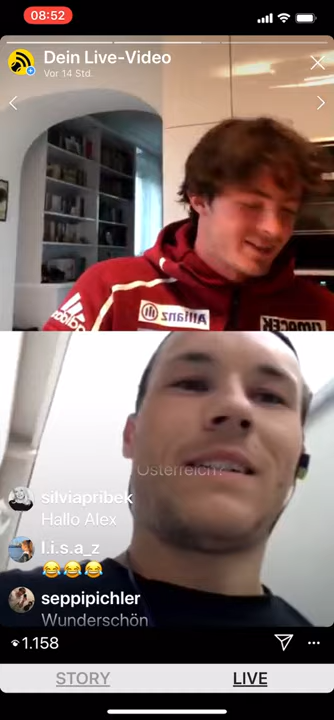 08:52
Dein Live-Video
Vor 14 Std.
adidas
Allianz
Österreich?
silviapribek
Hallo Alex
l.i.s.a_z
😂😂😂
seppipichler
Wunderschön
1.158
STORY
LIVE